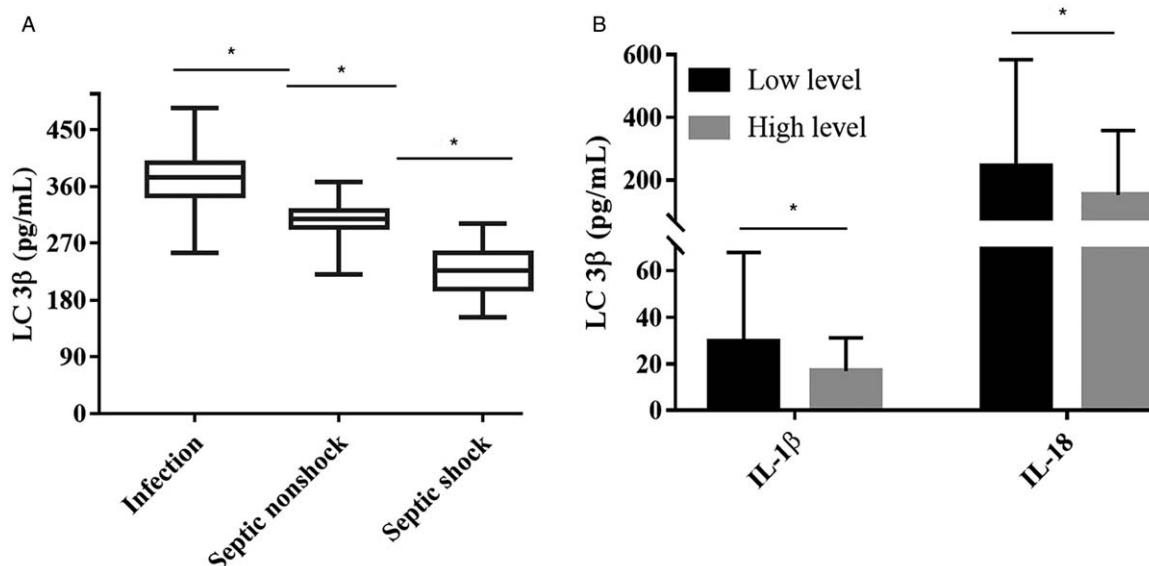 A
*
*
*
450
360
270
180
90
0
LC 3β (pg/mL)
Infection
Septic nonshock
Septic shock
B
*
*
600
400
200
60
40
20
0
LC 3β (pg/mL)
Low level
High level
IL-1β
IL-18